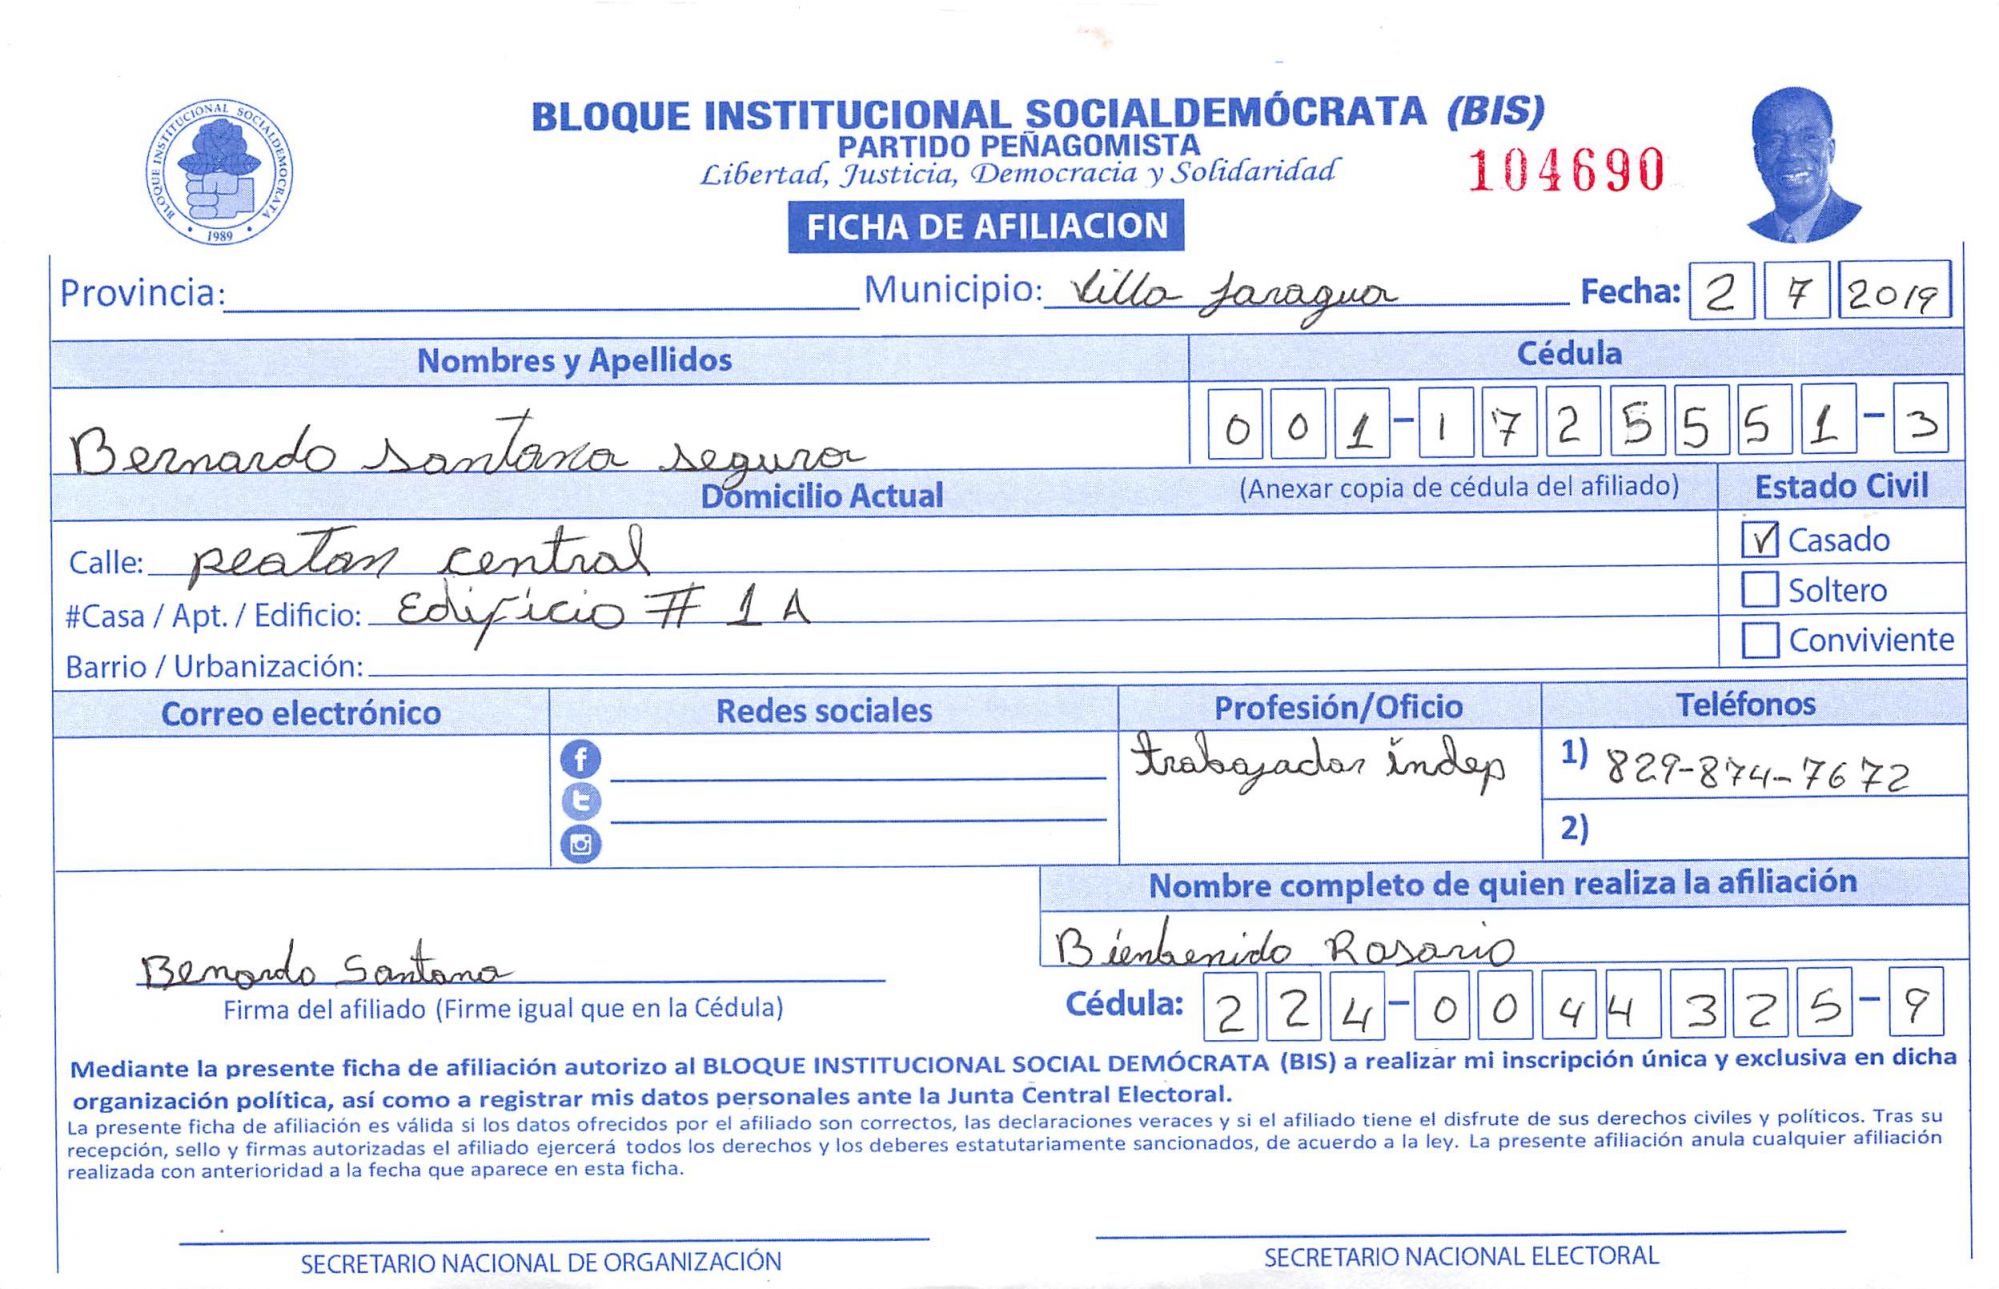 BLOQUE INSTITUCIONAL SOCIALDEMOCRATA
1989
BLOQUE INSTITUCIONAL SOCIALDEMÓCRATA (BIS)
PARTIDO PEÑAGOMISTA
Libertad, Justicia, Democracia y Solidaridad
104690
FICHA DE AFILIACION
Provincia: Municipio: Villa Jaragua Fecha: 2 7 2019
Nombres y Apellidos Cédula
Bernardo Santana segura 001-1725551-3
Domicilio Actual (Anexar copia de cédula del afiliado) Estado Civil
Calle: peaton central Casado
#Casa / Apt. / Edificio: Edificio # 1A Soltero
Barrio / Urbanización: Conviviente
Correo electrónico Redes sociales Profesión/Oficio Teléfonos
trabajador indep 1) 829-874-7672
2)
Nombre completo de quien realiza la afiliación
Bienbenido Rosario
Bernardo Santana
Firma del afiliado (Firme igual que en la Cédula) Cédula: 224-0044325-9
Mediante la presente ficha de afiliación autorizo al BLOQUE INSTITUCIONAL SOCIAL DEMÓCRATA (BIS) a realizar mi inscripción única y exclusiva en dicha
organización política, así como a registrar mis datos personales ante la Junta Central Electoral.
La presente ficha de afiliación es válida si los datos ofrecidos por el afiliado son correctos, las declaraciones veraces y si el afiliado tiene el disfrute de sus derechos civiles y políticos. Tras su
recepción, sello y firmas autorizadas el afiliado ejercerá todos los derechos y los deberes estatutariamente sancionados, de acuerdo a la ley. La presente afiliación anula cualquier afiliación
realizada con anterioridad a la fecha que aparece en esta ficha.
SECRETARIO NACIONAL DE ORGANIZACIÓN SECRETARIO NACIONAL ELECTORAL